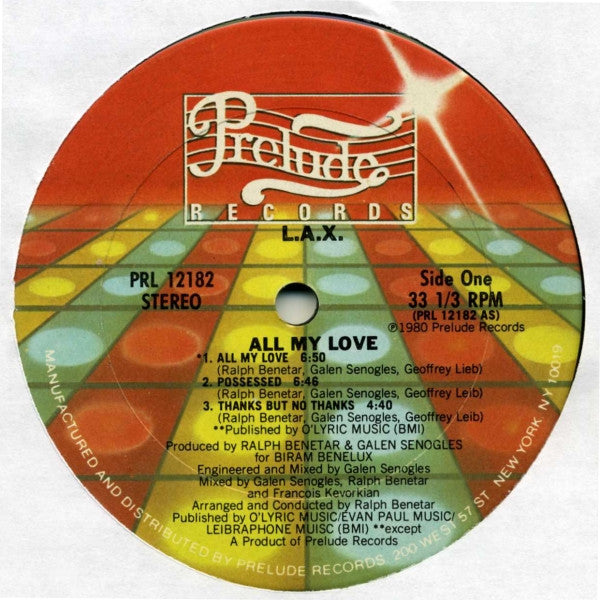 Prelude
RECORDS
L.A.X.
PRL 12182
STEREO
Side One
33 1/3 RPM
(PRL 12182 AS)
℗1980 Prelude Records
ALL MY LOVE
*1. ALL MY LOVE 6:50
(Ralph Benetar, Galen Senogles, Geoffrey Lieb)
2. POSSESSED 6:46
(Ralph Benetar, Galen Senogles, Geoffrey Leib)
3. THANKS BUT NO THANKS 4:40
(Ralph Benetar, Galen Senogles, Geoffrey Leib)
**Published by O'LYRIC MUSIC (BMI)
Produced by RALPH BENETAR & GALEN SENOGLES
for BIRAM BENELUX
Engineered and Mixed by Galen Senogles
Mixed by Galen Senogles, Ralph Benetar
and Francois Kevorkian
Arranged and Conducted by Ralph Benetar
Published by O'LYRIC MUSIC/EVAN PAUL MUSIC/
LEIBRAPHONE MUISC (BMI) **except
A Product of Prelude Records
MANUFACTURED AND DISTRIBUTED BY PRELUDE RECORDS, 200 WEST 57 ST. NEW YORK, NY 10019